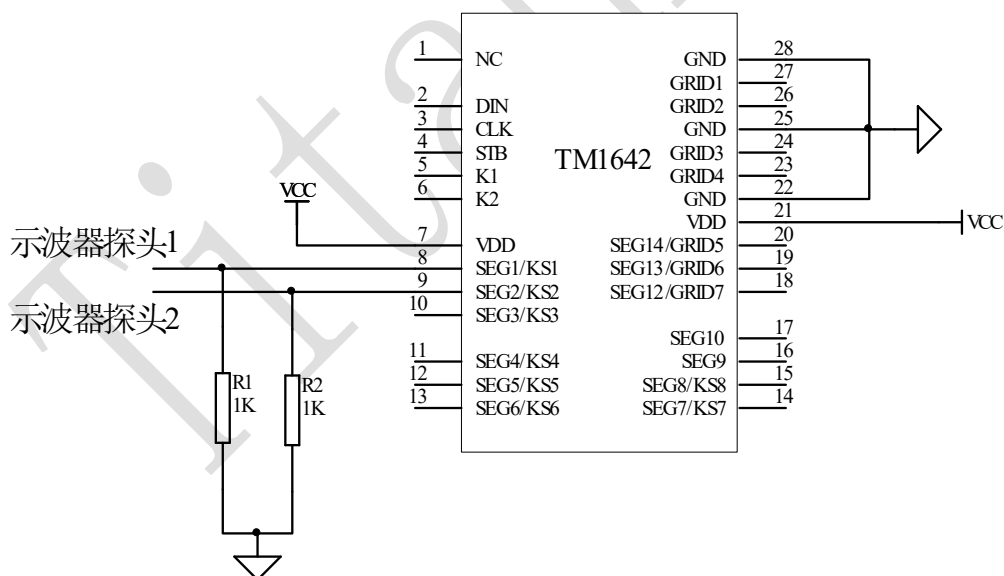 Titan
1 NC GND 28
GRID1 27
2 DIN GRID2 26
3 CLK GND 25
4 STB GRID3 24
TM1642
5 K1 GRID4 23
6 K2 GND 22
VCC
VDD 21 VCC
示波器探头1
7 VDD SEG14/GRID5 20
8 SEG1/KS1 SEG13/GRID6 19
9 SEG2/KS2 SEG12/GRID7 18
示波器探头2
10 SEG3/KS3
SEG10 17
11 SEG4/KS4 SEG9 16
R1 R2
12 SEG5/KS5 SEG8/KS8 15
1K 1K
13 SEG6/KS6 SEG7/KS7 14